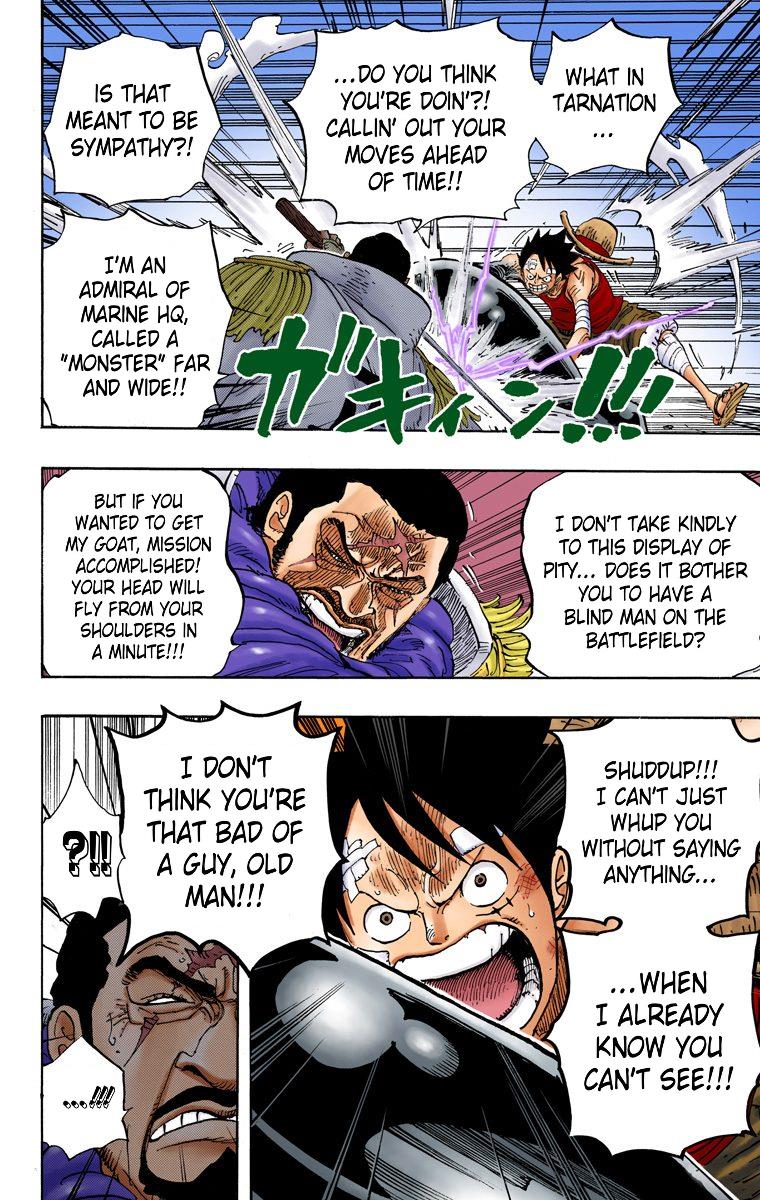 WHAT IN
TARNATION
...
...DO YOU THINK
YOU'RE DOIN'?!
CALLIN' OUT YOUR
MOVES AHEAD
OF TIME!!
IS THAT
MEANT TO BE
SYMPATHY?!
I'M AN
ADMIRAL OF
MARINE HQ,
CALLED A
"MONSTER" FAR
AND WIDE!!
ガキィン!!!
I DON'T TAKE KINDLY
TO THIS DISPLAY OF
PITY... DOES IT BOTHER
YOU TO HAVE A
BLIND MAN ON THE
BATTLEFIELD?
BUT IF YOU
WANTED TO GET
MY GOAT, MISSION
ACCOMPLISHED!
YOUR HEAD WILL
FLY FROM YOUR
SHOULDERS IN
A MINUTE!!!
SHUDDUP!!!
I CAN'T JUST
WHUP YOU
WITHOUT SAYING
ANYTHING...
...WHEN
I ALREADY
KNOW YOU
CAN'T SEE!!!
I DON'T
THINK YOU'RE
THAT BAD OF
A GUY, OLD
MAN!!!
?!!
...!!!